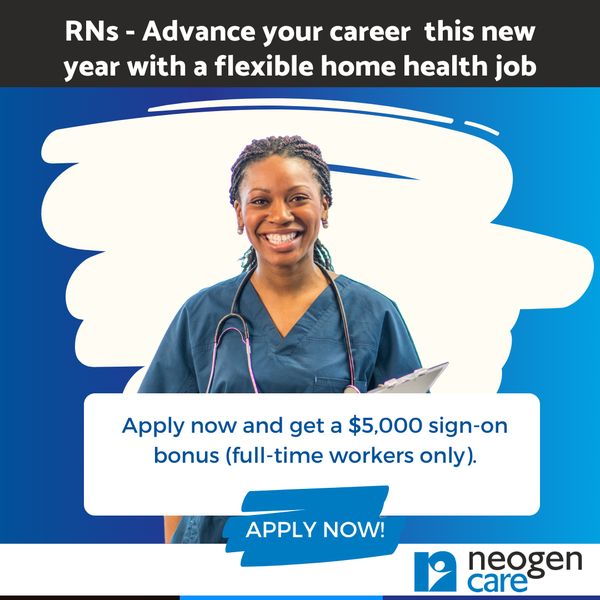 RNs - Advance your career this new
year with a flexible home health job
Apply now and get a $5,000 sign-on
bonus (full-time workers only).
APPLY NOW!
neogen
care